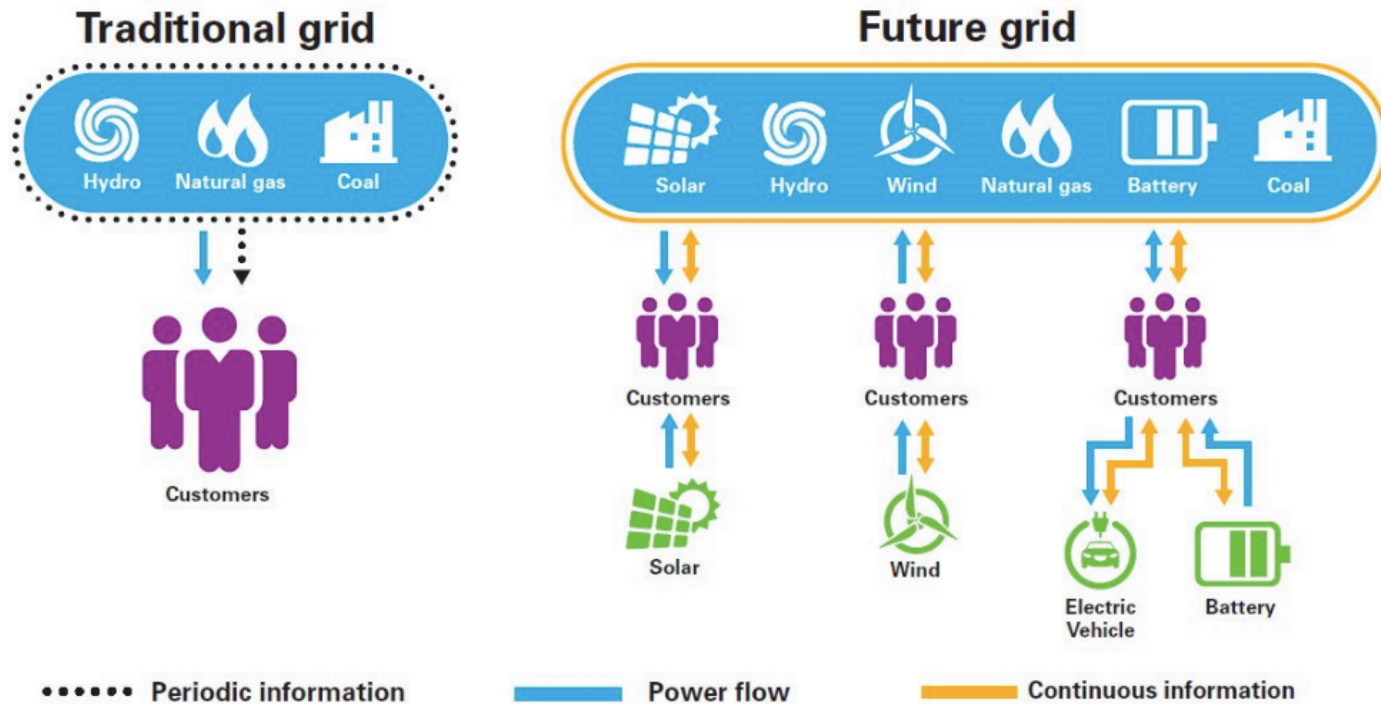 Traditional grid
Hydro
Natural gas
Coal
Customers
Future grid
Solar
Hydro
Wind
Natural gas
Battery
Coal
Customers
Customers
Customers
Solar
Wind
Electric
Vehicle
Battery
Periodic information
Power flow
Continuous information